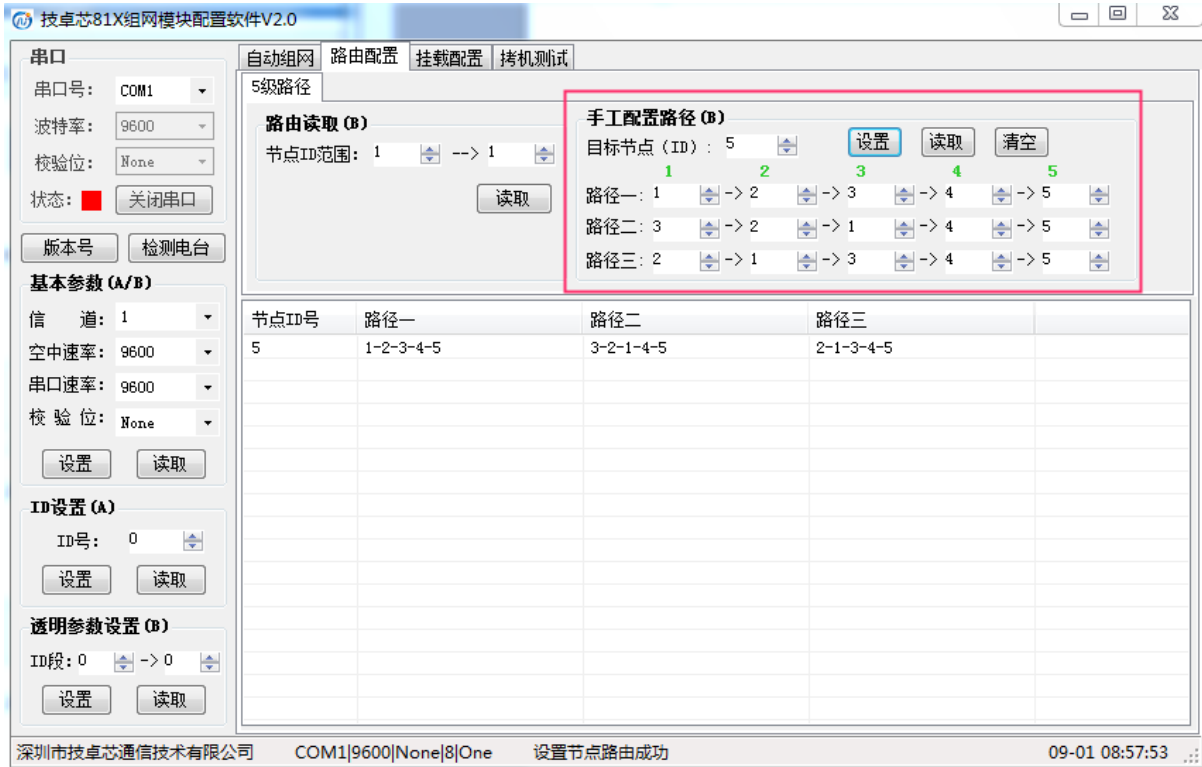 技卓芯81X组网模块配置软件V2.0
串口
串口号: COM1
波特率: 9600
校验位: None
状态: 关闭串口
版本号 检测电台
基本参数(A/B)
信 道: 1
空中速率: 9600
串口速率: 9600
校 验 位: None
设置 读取
ID设置(A)
ID号: 0
设置 读取
透明参数设置(B)
ID段: 0 -> 0
设置 读取
自动组网 路由配置 挂载配置 拷机测试
5级路径
路由读取(B)
节点ID范围: 1 --> 1
读取
手工配置路径(B)
目标节点(ID): 5 设置 读取 清空
1 2 3 4 5
路径一: 1 -> 2 -> 3 -> 4 -> 5
路径二: 3 -> 2 -> 1 -> 4 -> 5
路径三: 2 -> 1 -> 3 -> 4 -> 5
节点ID号 路径一 路径二 路径三
5 1-2-3-4-5 3-2-1-4-5 2-1-3-4-5
深圳市技卓芯通信技术有限公司 COM1|9600|None|8|One 设置节点路由成功 09-01 08:57:53